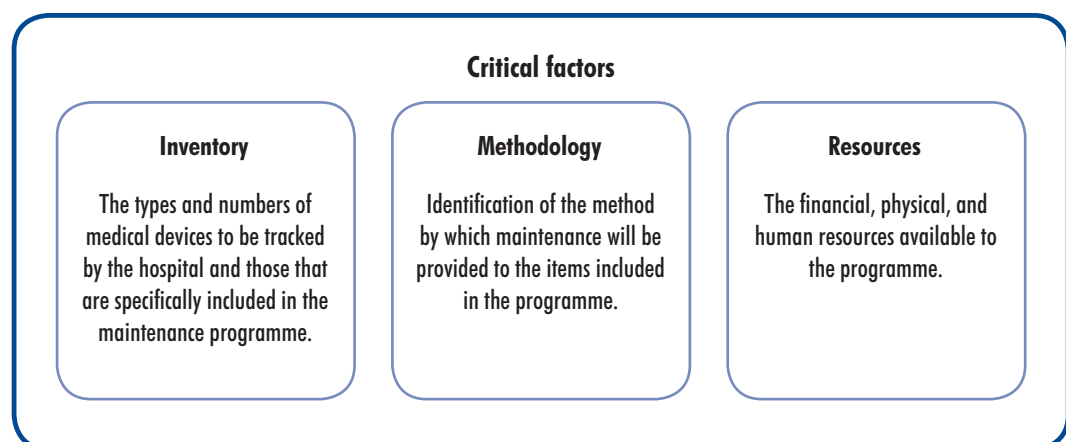 Critical factors
Inventory
The types and numbers of
medical devices to be tracked
by the hospital and those that
are specifically included in the
maintenance programme.
Methodology
Identification of the method
by which maintenance will be
provided to the items included
in the programme.
Resources
The financial, physical, and
human resources available to
the programme.